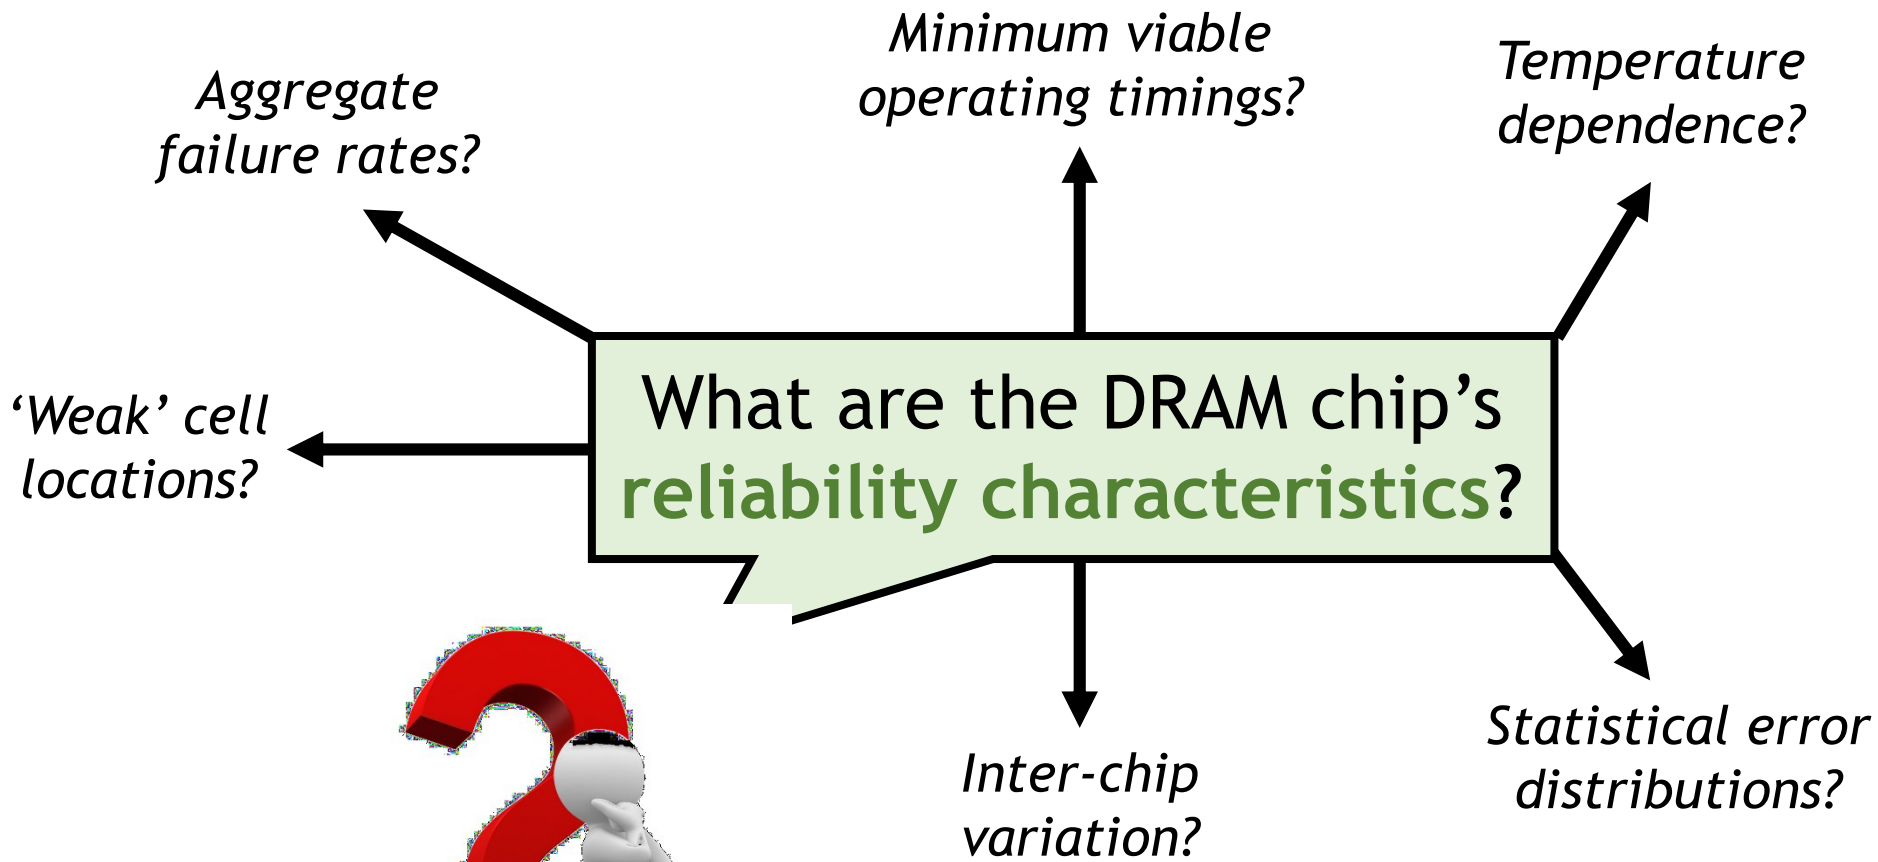 Minimum viable
operating timings?
Temperature
dependence?
Aggregate
failure rates?
What are the DRAM chip’s
reliability characteristics?
‘Weak’ cell
locations?
Statistical error
distributions?
Inter-chip
variation?